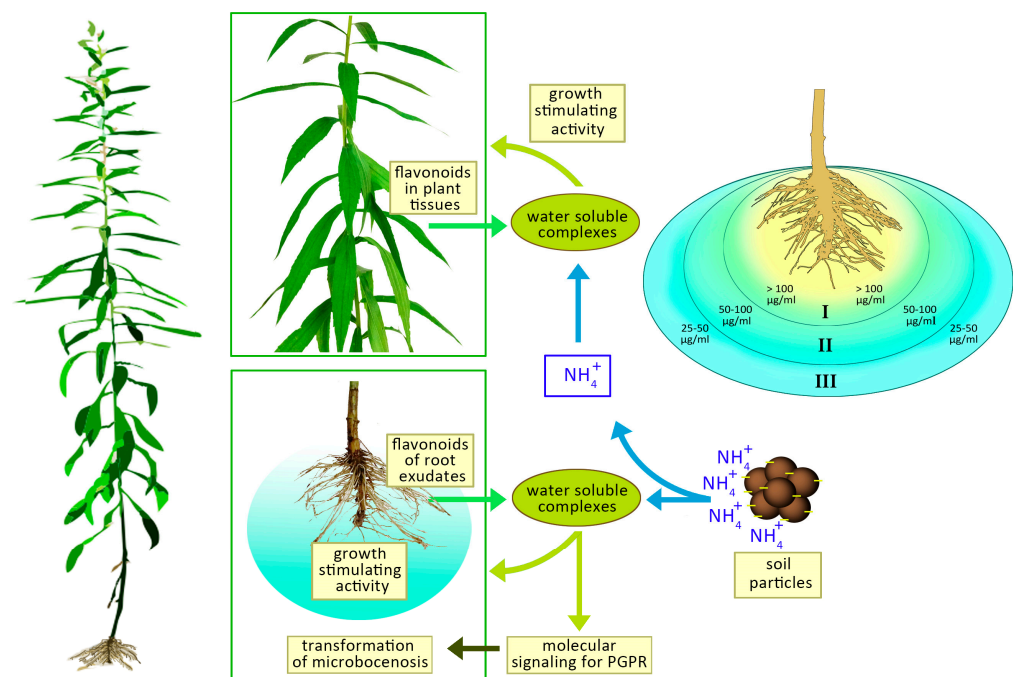 growth
stimulating
activity
flavonoids
in plant
tissues
water soluble
complexes
> 100
µg/ml
> 100
µg/ml
50-100
µg/ml
50-100
µg/ml
25-50
µg/ml
25-50
µg/ml
I
II
III
NH₄⁺
flavonoids
of root
exudates
water soluble
complexes
NH₄⁺
NH₄⁺
NH₄⁺
NH₄⁺
soil
particles
growth
stimulating
activity
transformation
of microbocenosis
molecular
signaling for PGPR